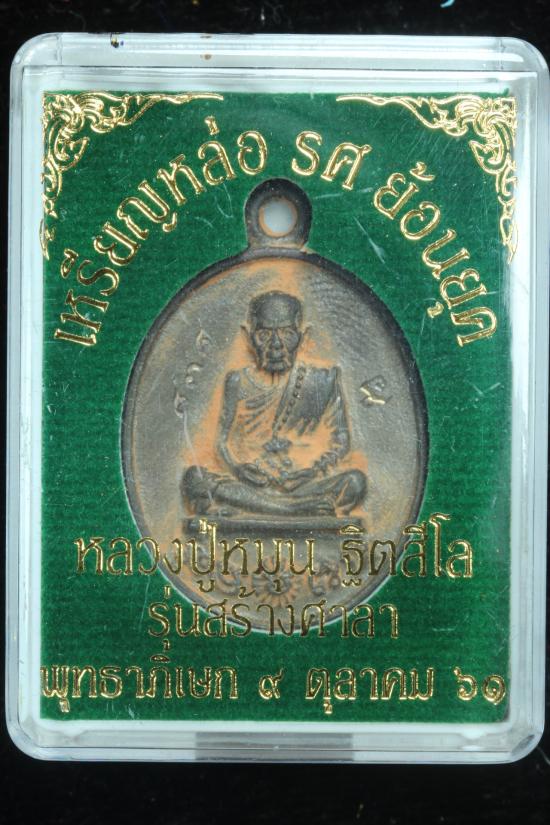 เหรียญหล่อ รศ ย้อนยุค
หลวงปู่หมุน ฐิตสีโล
รุ่นสร้างศาลา
พุทธาภิเษก ๙ ตุลาคม ๖๑